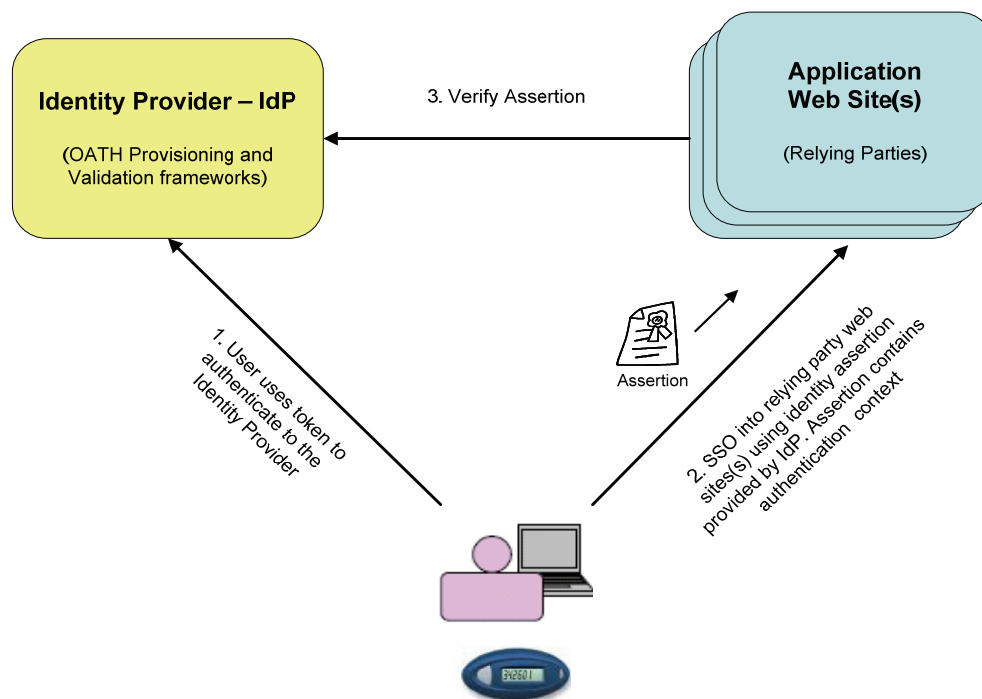 Identity Provider – IdP
(OATH Provisioning and
Validation frameworks)
3. Verify Assertion
Application
Web Site(s)
(Relying Parties)
1. User uses token to
authenticate to the
Identity Provider
Assertion
2. SSO into relying party web
sites(s) using identity assertion
provided by IdP. Assertion contains
authentication context
342601